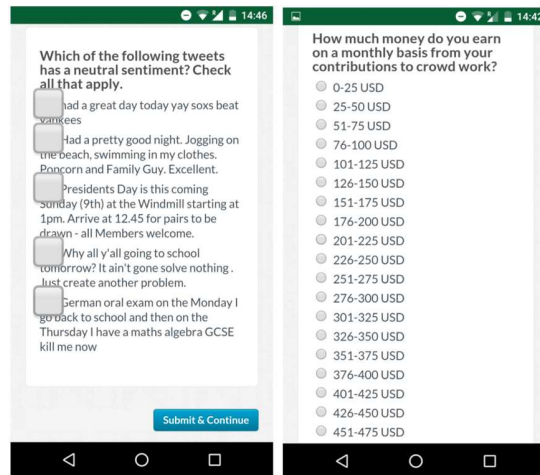 14:46
Which of the following tweets
has a neutral sentiment? Check
all that apply.
had a great day today yay soxs beat
yankees
Had a pretty good night. Jogging on
the beach, swimming in my clothes.
Popcorn and Family Guy. Excellent.
Presidents Day is this coming
Sunday (9th) at the Windmill starting at
1pm. Arrive at 12.45 for pairs to be
drawn - all Members welcome.
Why all y'all going to school
tomorrow? It ain't gone solve nothing .
Just create another problem.
German oral exam on the Monday I
go back to school and then on the
Thursday I have a maths algebra GCSE
kill me now
Submit & Continue
14:42
How much money do you earn
on a monthly basis from your
contributions to crowd work?
0-25 USD
25-50 USD
51-75 USD
76-100 USD
101-125 USD
126-150 USD
151-175 USD
176-200 USD
201-225 USD
226-250 USD
251-275 USD
276-300 USD
301-325 USD
326-350 USD
351-375 USD
376-400 USD
401-425 USD
426-450 USD
451-475 USD